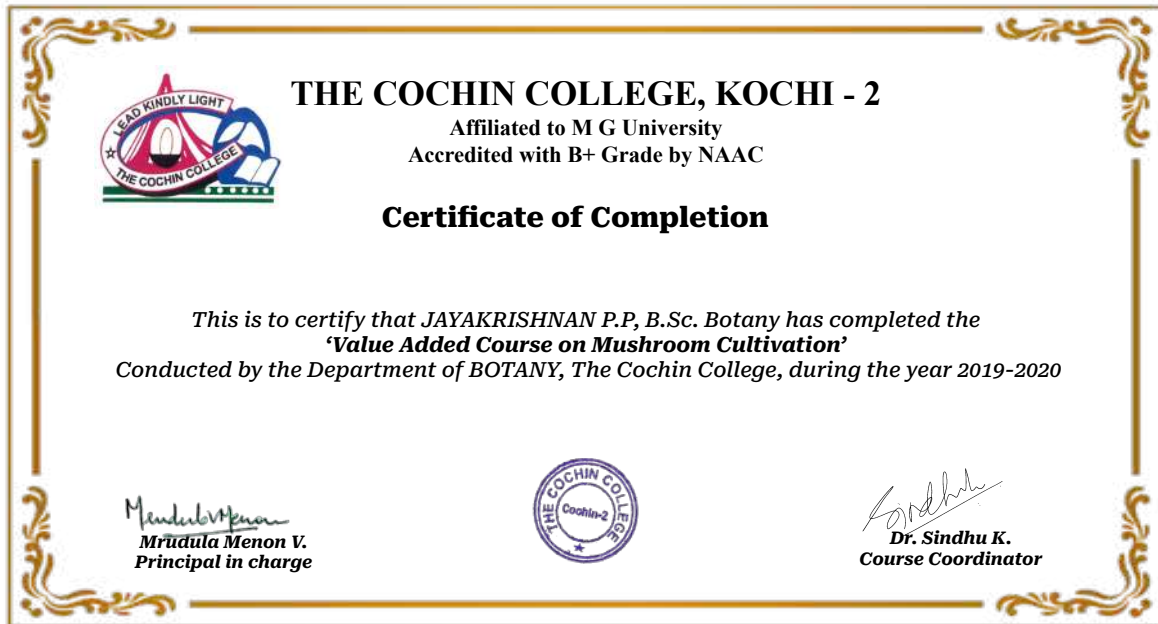 LEAD KINDLY LIGHT
THE COCHIN COLLEGE
THE COCHIN COLLEGE, KOCHI - 2
Affiliated to M G University
Accredited with B+ Grade by NAAC
Certificate of Completion
This is to certify that JAYAKRISHNAN P.P, B.Sc. Botany has completed the
‘Value Added Course on Mushroom Cultivation’
Conducted by the Department of BOTANY, The Cochin College, during the year 2019-2020
MrudulaVMenon
Mrudula Menon V.
Principal in charge
THE COCHIN COLLEGE
Cochin-2
Sindhu
Dr. Sindhu K.
Course Coordinator